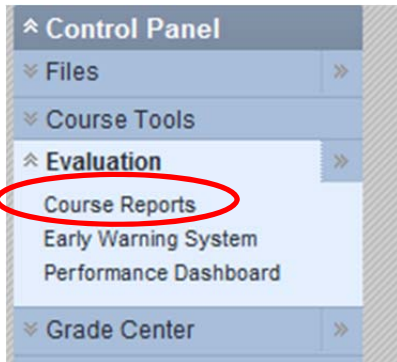 Control Panel
Files
Course Tools
Evaluation
Course Reports
Early Warning System
Performance Dashboard
Grade Center